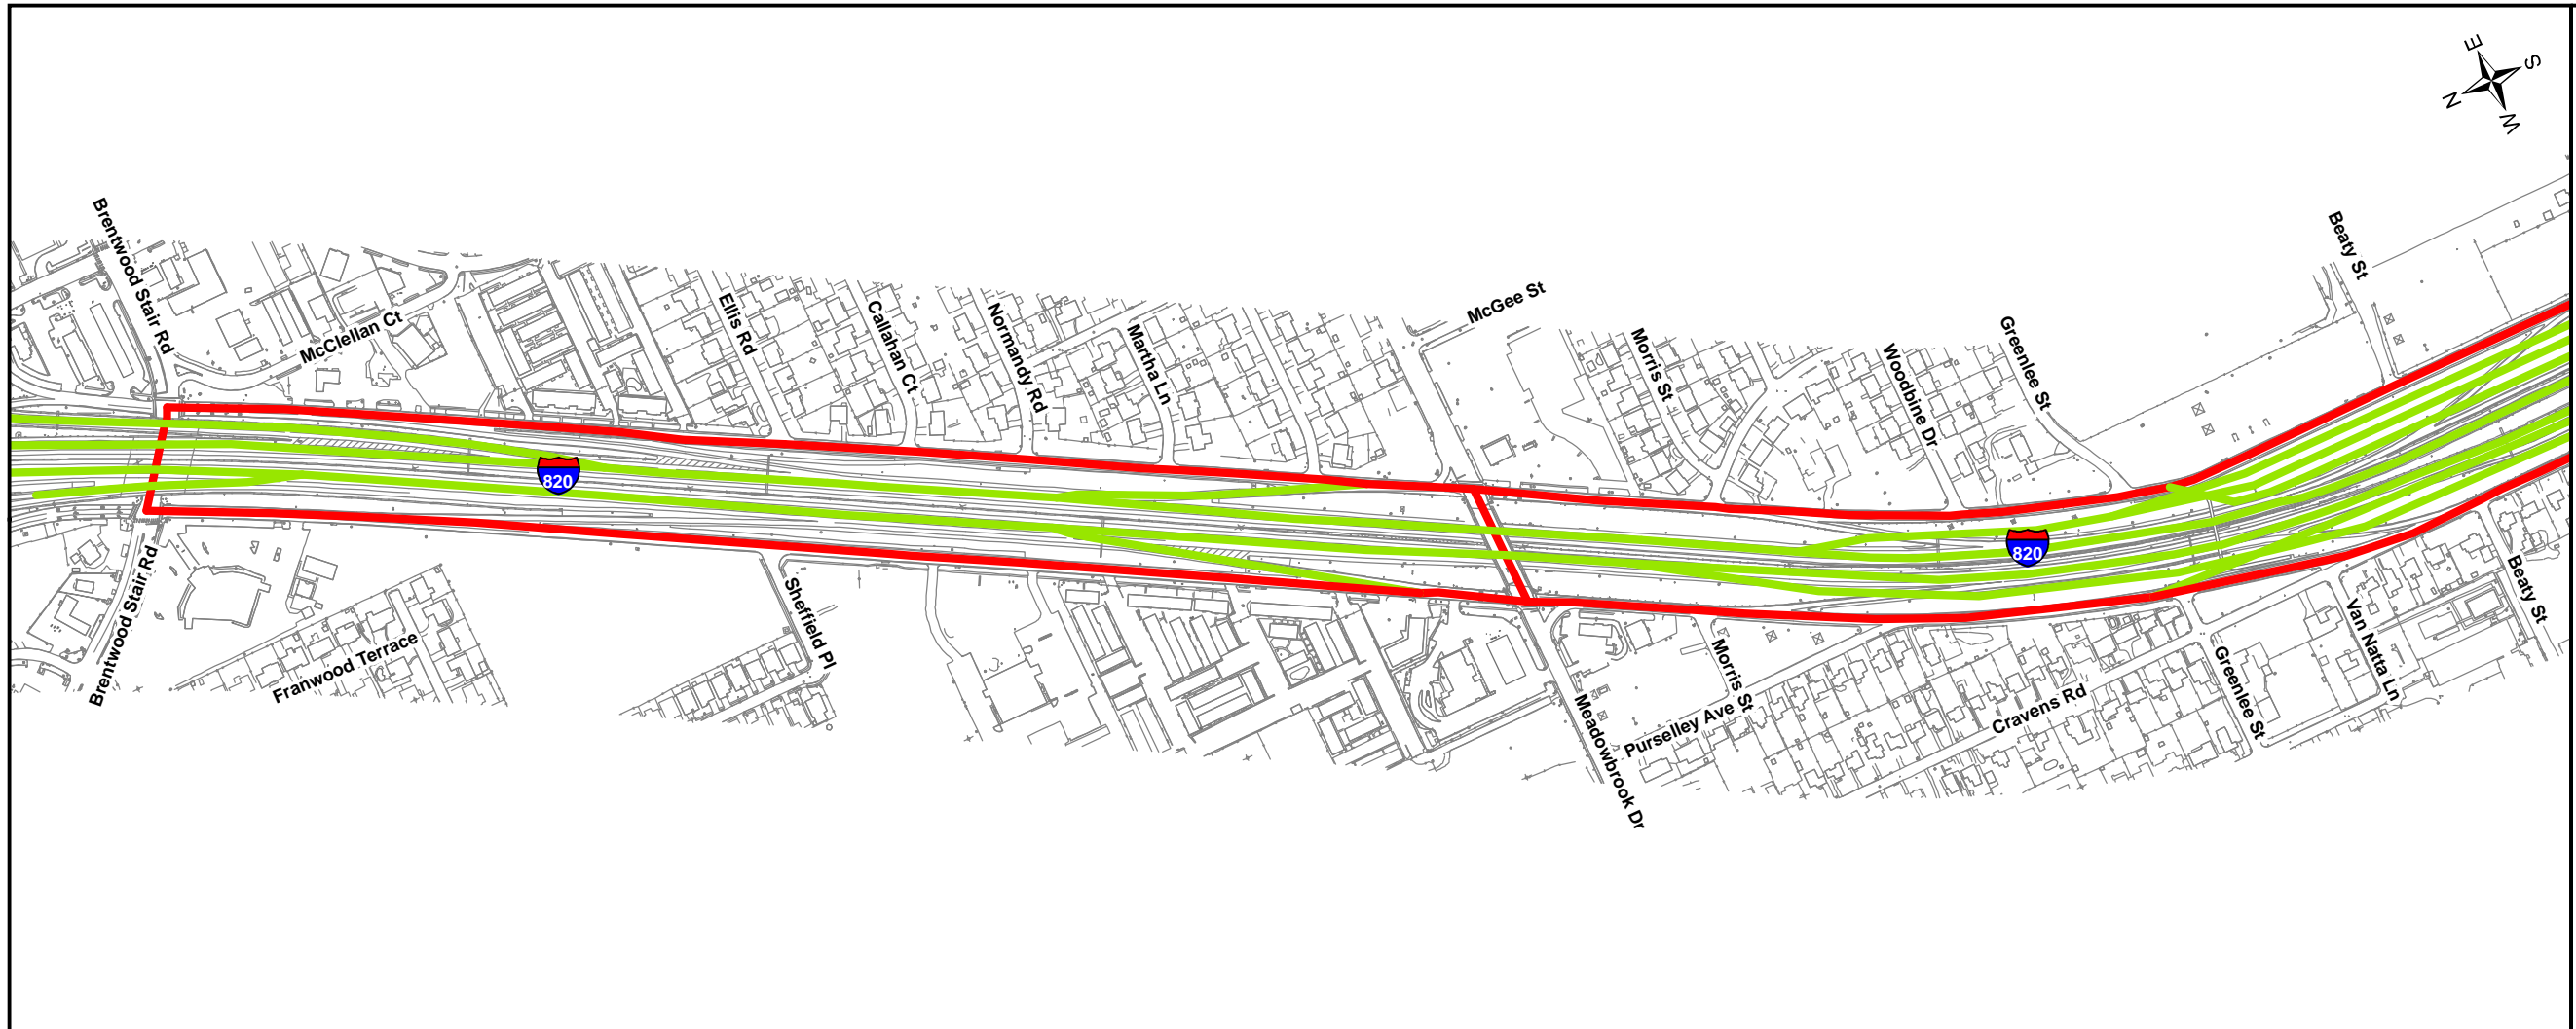 E
S
N
W
Brentwood Stair Rd
McClellan Ct
Ellis Rd
Callahan Ct
Normandy Rd
Martha Ln
McGee St
Morris St
Woodbine Dr
Greenlee St
Beaty St
820
820
Brentwood Stair Rd
Franwood Terrace
Sheffield Pl
Meadowbrook Dr
Purselley Ave
Morris St
Cravens Rd
Greenlee St
Van Natta Ln
Beaty St